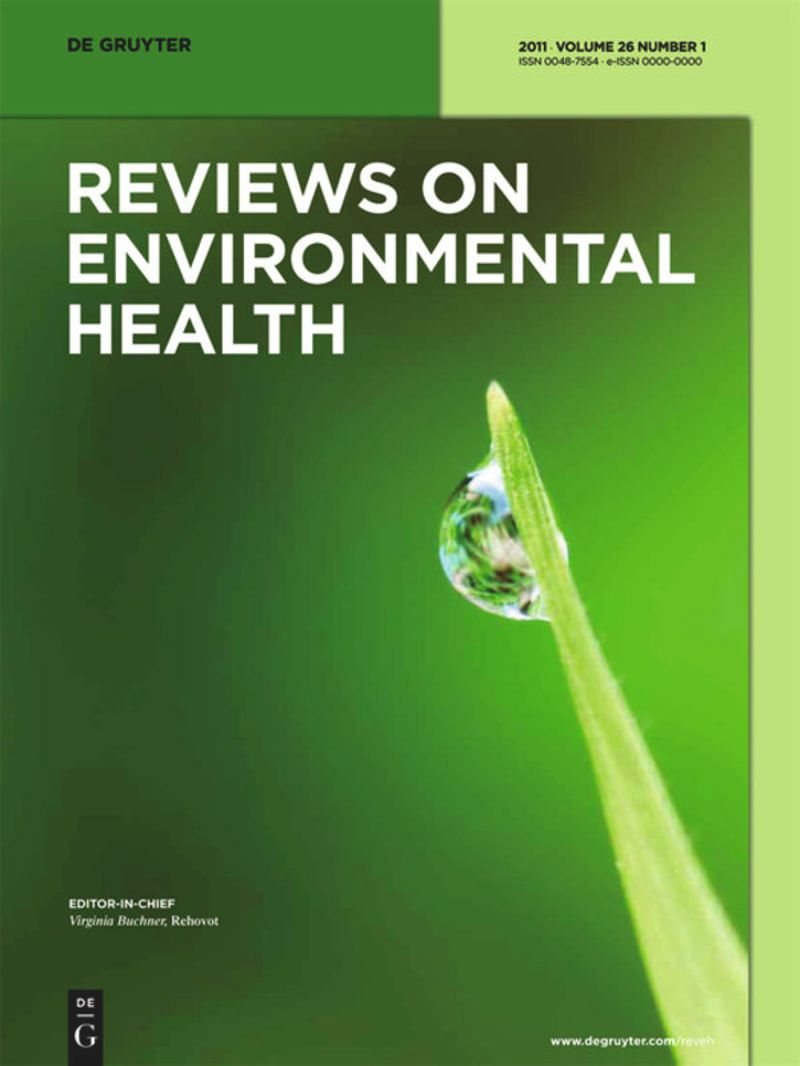 DE GRUYTER
2011 · VOLUME 26 NUMBER 1
ISSN 0048-7554 · e-ISSN 0000-0000
REVIEWS ON
ENVIRONMENTAL
HEALTH
EDITOR-IN-CHIEF
Virginia Buchner, Rehovot
DE
G
www.degruyter.com/reveh